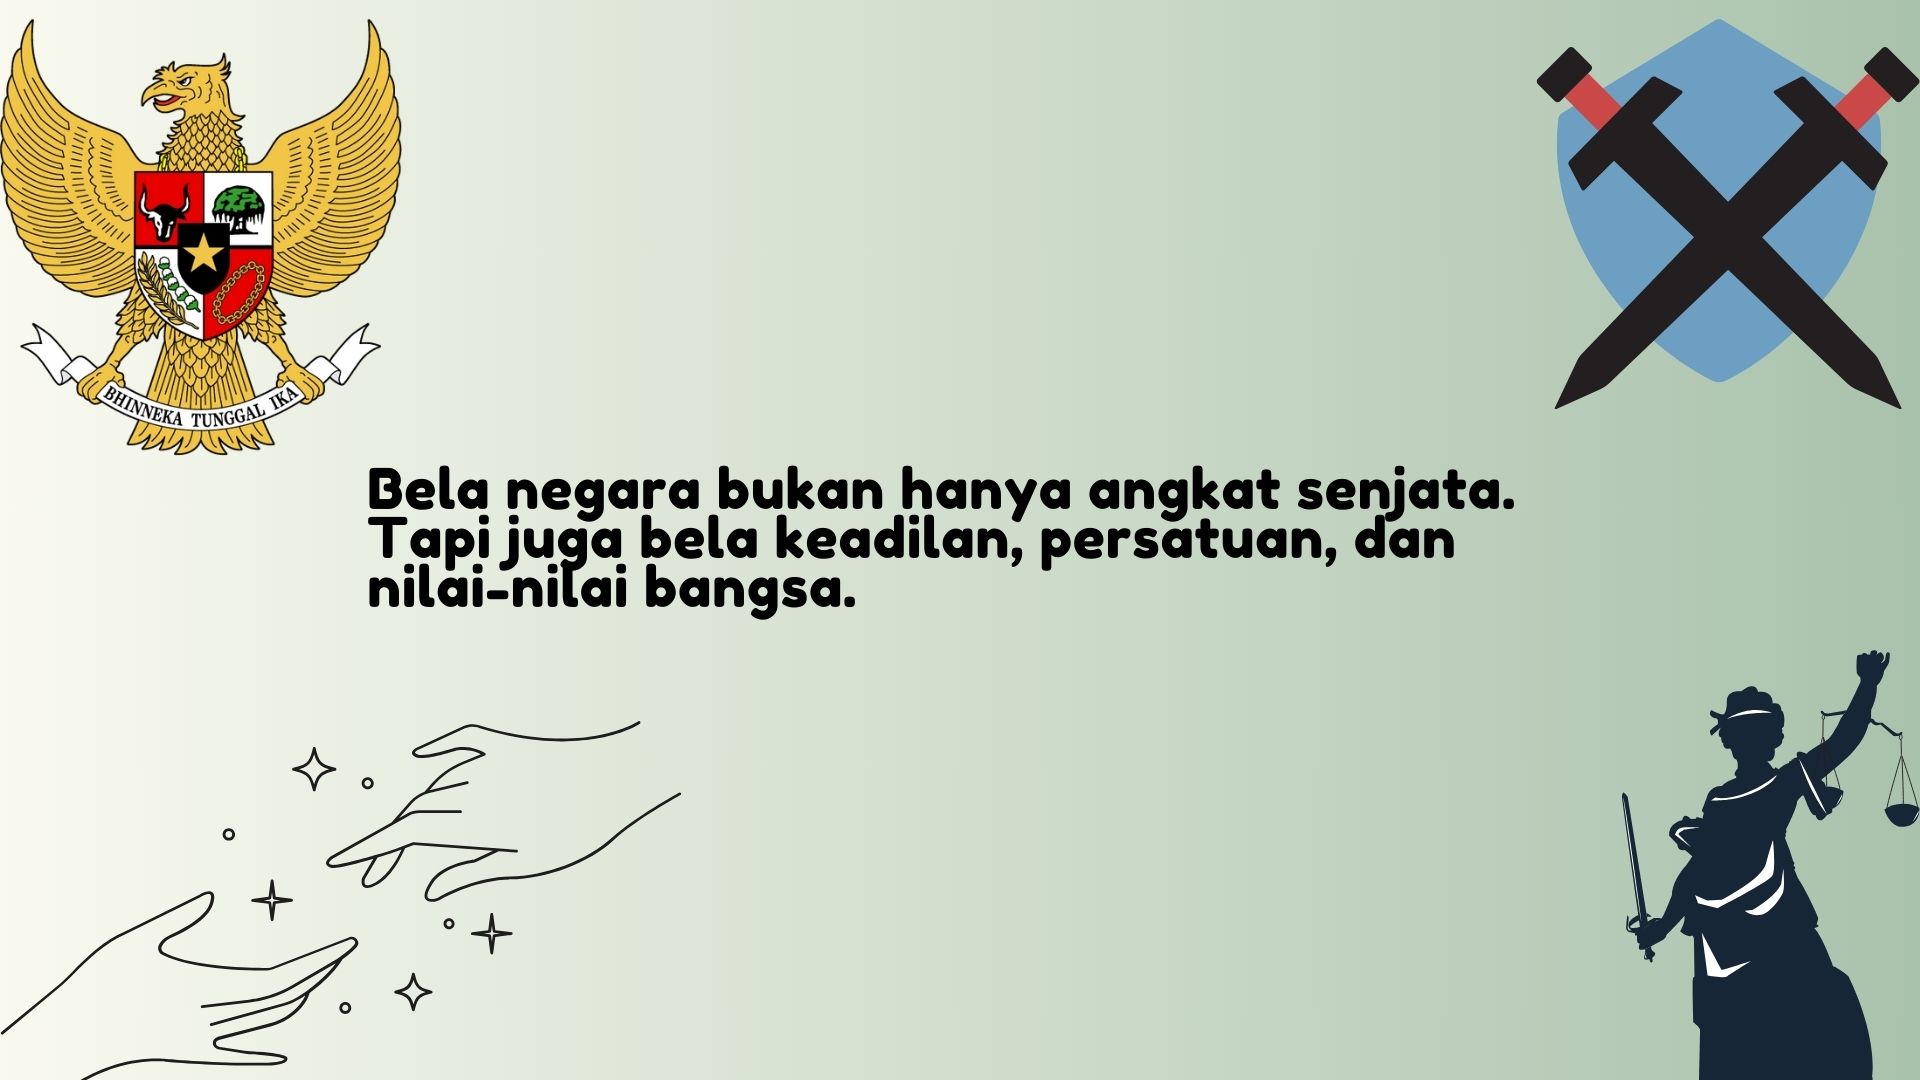 BHINNEKA TUNGGAL IKA
Bela negara bukan hanya angkat senjata.
Tapi juga bela keadilan, persatuan, dan
nilai-nilai bangsa.